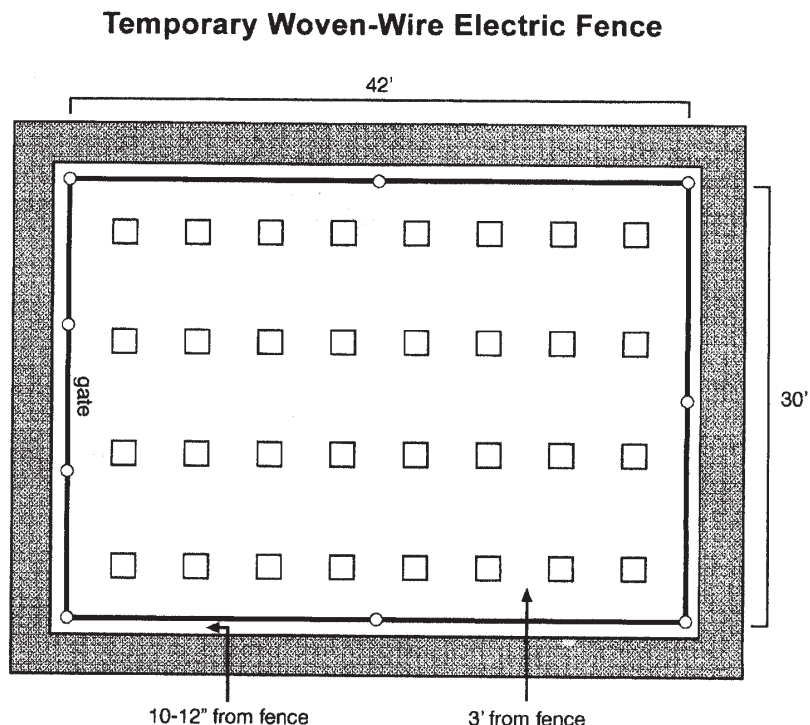 Temporary Woven-Wire Electric Fence
42'
gate
30'
10-12" from fence
3' from fence